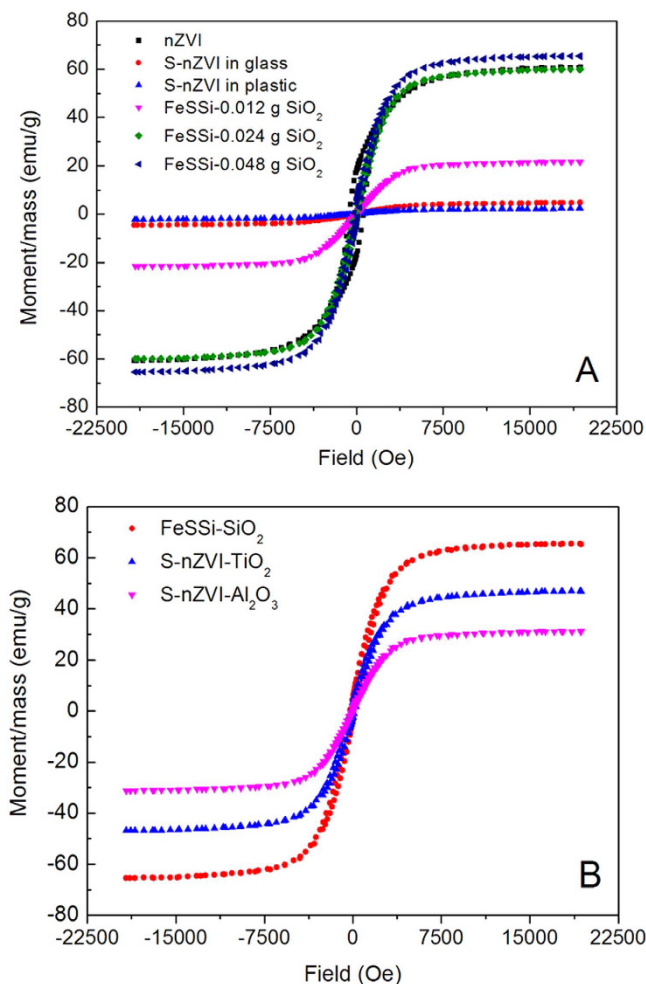 80
60
40
20
0
-20
-40
-60
-80
Moment/mass (emu/g)
nZVI
S-nZVI in glass
S-nZVI in plastic
FeSSi-0.012 g SiO₂
FeSSi-0.024 g SiO₂
FeSSi-0.048 g SiO₂
A
-22500 -15000 -7500 0 7500 15000 22500
Field (Oe)
80
60
40
20
0
-20
-40
-60
-80
Moment/mass (emu/g)
FeSSi-SiO₂
S-nZVI-TiO₂
S-nZVI-Al₂O₃
B
-22500 -15000 -7500 0 7500 15000 22500
Field (Oe)